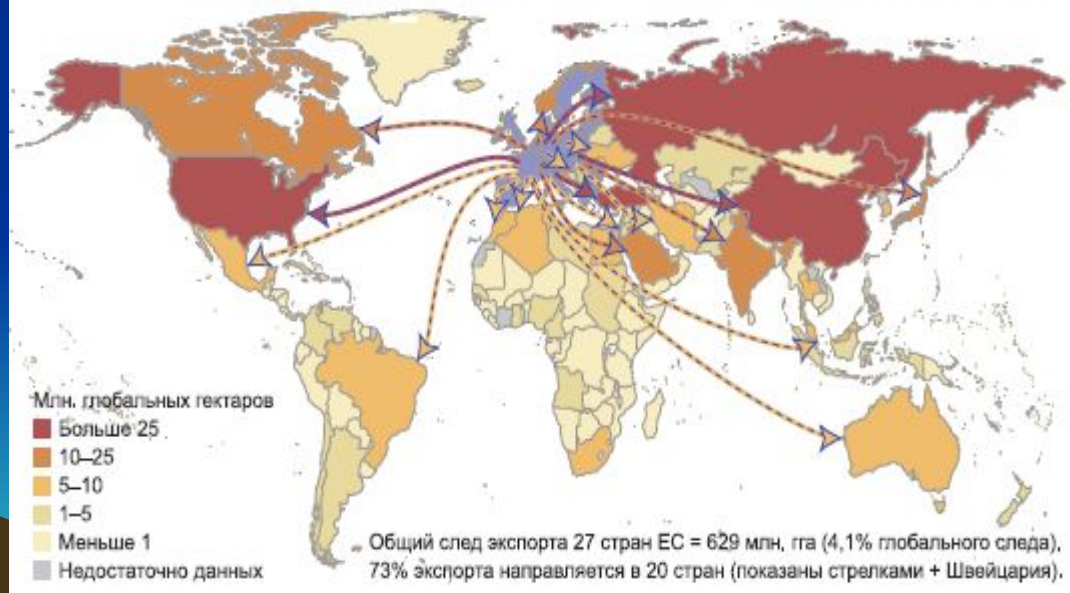 Млн. глобальных гектаров
Больше 25
10–25
5–10
1–5
Меньше 1
Недостаточно данных
Общий след экспорта 27 стран ЕС = 629 млн, гга (4,1% глобального следа),
73% экспорта направляется в 20 стран (показаны стрелками + Швейцария).